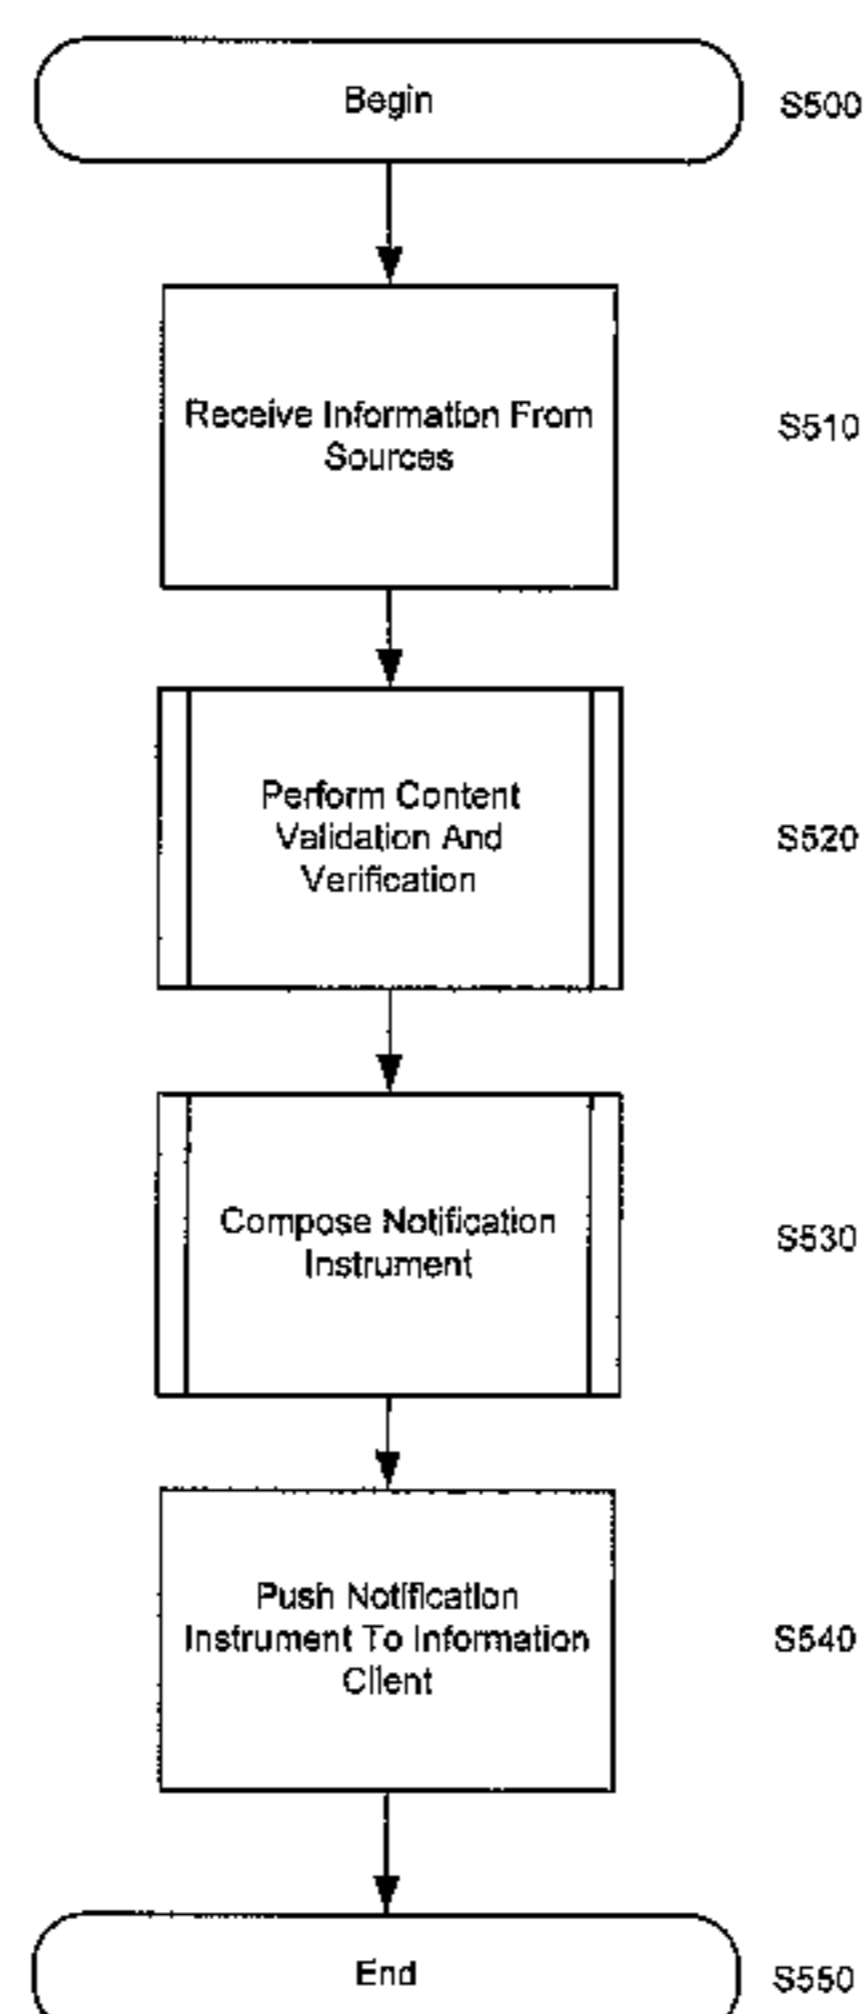 Begin
S500
Receive Information From
Sources
S510
Perform Content
Validation And
Verification
S520
Compose Notification
Instrument
S530
Push Notification
Instrument To Information
Client
S540
End
S550